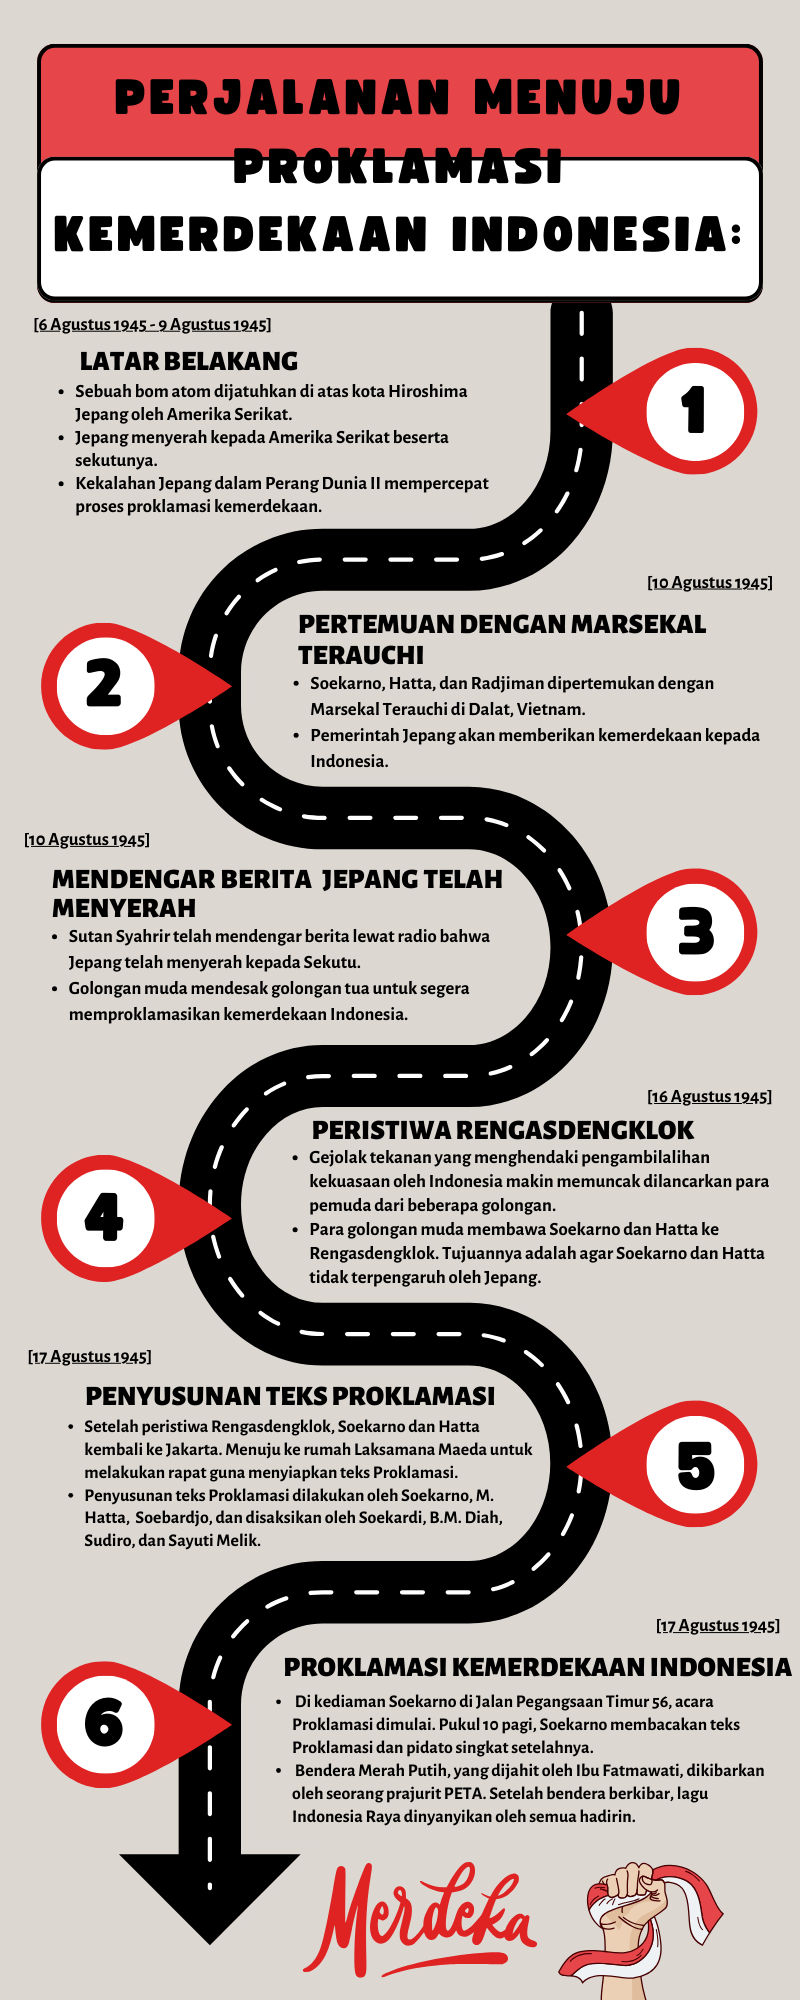 PERJALANAN MENUJU
PROKLAMASI
KEMERDEKAAN INDONESIA:
[6 Agustus 1945 - 9 Agustus 1945]
LATAR BELAKANG
• Sebuah bom atom dijatuhkan di atas kota Hiroshima
Jepang oleh Amerika Serikat.
• Jepang menyerah kepada Amerika Serikat beserta
sekutunya.
• Kekalahan Jepang dalam Perang Dunia II mempercepat
proses proklamasi kemerdekaan.
1
[10 Agustus 1945]
PERTEMUAN DENGAN MARSEKAL
TERAUCHI
• Soekarno, Hatta, dan Radjiman dipertemukan dengan
Marsekal Terauchi di Dalat, Vietnam.
• Pemerintah Jepang akan memberikan kemerdekaan kepada
Indonesia.
2
[10 Agustus 1945]
MENDENGAR BERITA JEPANG TELAH
MENYERAH
• Sutan Syahrir telah mendengar berita lewat radio bahwa
Jepang telah menyerah kepada Sekutu.
• Golongan muda mendesak golongan tua untuk segera
memproklamasikan kemerdekaan Indonesia.
3
[16 Agustus 1945]
PERISTIWA RENGASDENGKLOK
• Gejolak tekanan yang menghendaki pengambilalihan
kekuasaan oleh Indonesia makin memuncak dilancarkan para
pemuda dari beberapa golongan.
• Para golongan muda membawa Soekarno dan Hatta ke
Rengasdengklok. Tujuannya adalah agar Soekarno dan Hatta
tidak terpengaruh oleh Jepang.
4
[17 Agustus 1945]
PENYUSUNAN TEKS PROKLAMASI
• Setelah peristiwa Rengasdengklok, Soekarno dan Hatta
kembali ke Jakarta. Menuju ke rumah Laksamana Maeda untuk
melakukan rapat guna menyiapkan teks Proklamasi.
• Penyusunan teks Proklamasi dilakukan oleh Soekarno, M.
Hatta, Soebardjo, dan disaksikan oleh Soekardi, B.M. Diah,
Sudiro, dan Sayuti Melik.
5
[17 Agustus 1945]
PROKLAMASI KEMERDEKAAN INDONESIA
• Di kediaman Soekarno di Jalan Pegangsaan Timur 56, acara
Proklamasi dimulai. Pukul 10 pagi, Soekarno membacakan teks
Proklamasi dan pidato singkat setelahnya.
• Bendera Merah Putih, yang dijahit oleh Ibu Fatmawati, dikibarkan
oleh seorang prajurit PETA. Setelah bendera berkibar, lagu
Indonesia Raya dinyanyikan oleh semua hadirin.
6
Merdeka